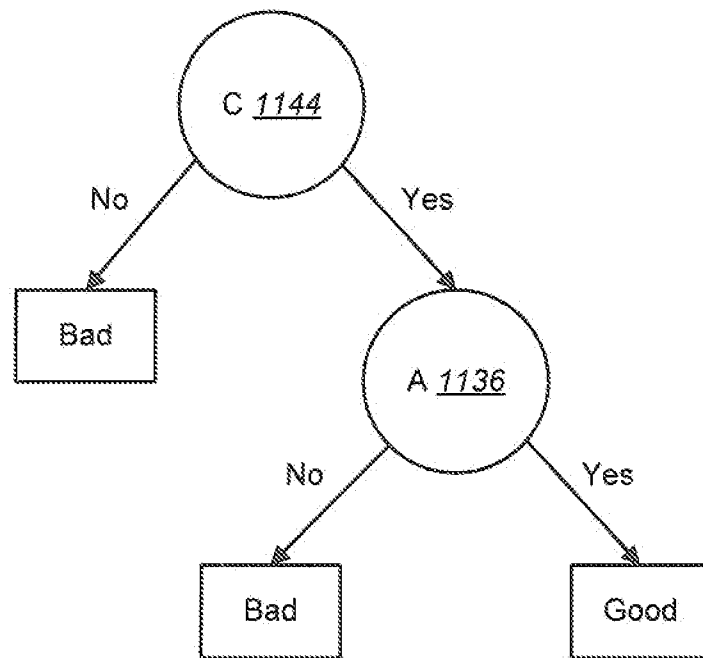 C 1144
No
Yes
Bad
A 1136
No
Yes
Bad
Good